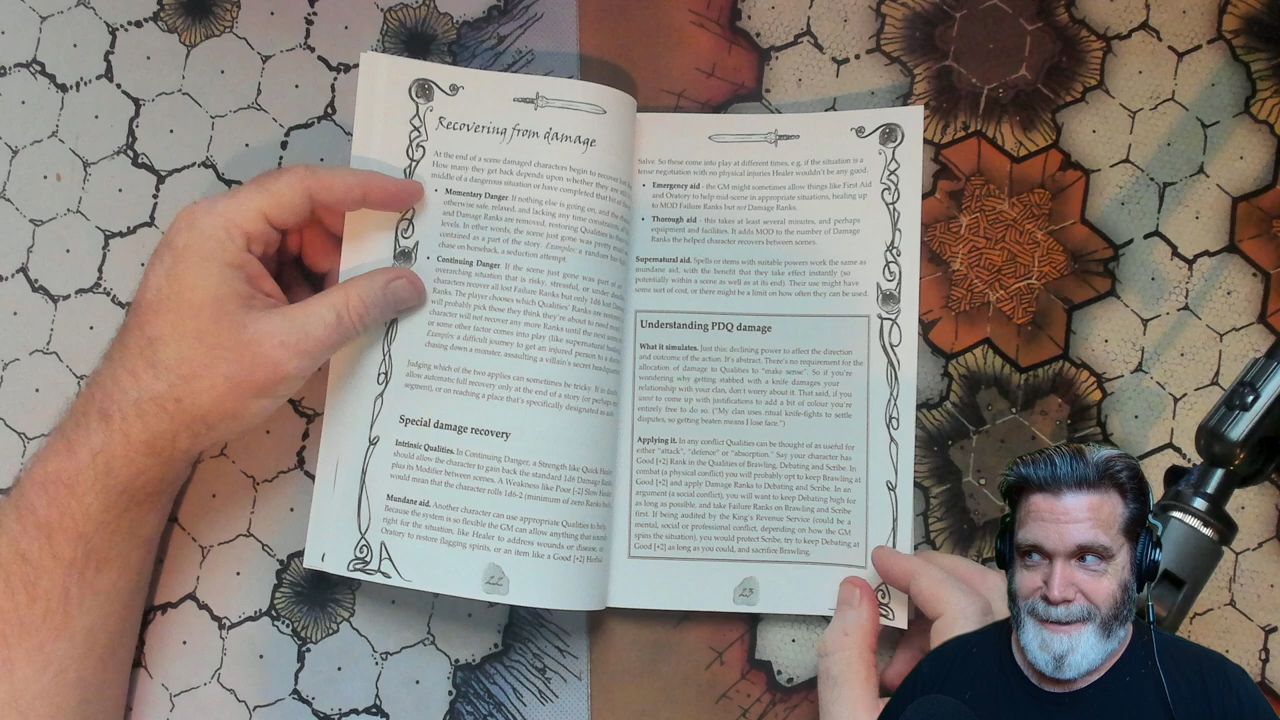 Recovering from damage
At the end of a scene damaged characters begin to recover
How many they get back depends upon whether they are
middle of a dangerous situation or have completed that
• Momentary Danger. If nothing else is going on, and the
otherwise safe, relaxed, and lacking any time constraints,
and Damage Ranks are removed, restoring Qualities to
levels. In other words, the scene just gone was pretty
contained as a part of the story. Examples: a random
chase on horseback, a seduction attempt.
• Continuing Danger. If the scene just gone was part of
overarching situation that is risky, stressful, or under
characters recover all lost Failure Ranks but only 1d6 lost
Ranks. The player chooses which Qualities' Ranks are
will probably pick those they think they're about to need
character will not recover any more Ranks until the next
or some other factor comes into play (like supernatural
Examples: a difficult journey to get an injured person to a
chasing down a monster, assaulting a villain's secret
Judging which of the two applies can sometimes be tricky. If in
allow automatic full recovery only at the end of a story (or perhaps
segment), or on reaching a place that's specifically designated
Special damage recovery
Intrinsic Qualities. In Continuing Danger, a Strength like Quick
should allow the character to gain back the standard 1d6 Damage
plus its Modifier between scenes. A Weakness like Poor [-2] Slow
would mean that the character rolls 1d6-2 (minimum of zero Ranks
Mundane aid. Another character can use appropriate Qualities to
Because the system is so flexible the GM can allow anything that
right for the situation, like Healer to address wounds or disease,
Oratory to restore flagging spirits, or an item like a Good [+2]
22
Salve. So these come into play at different times, e.g. if the situation is a
tense negotiation with no physical injuries Healer wouldn't be any good.
• Emergency aid - the GM might sometimes allow things like First Aid
and Oratory to help mid-scene in appropriate situations, healing up
to MOD Failure Ranks but not Damage Ranks.
• Thorough aid - this takes at least several minutes, and perhaps
equipment and facilities. It adds MOD to the number of Damage
Ranks the helped character recovers between scenes.
Supernatural aid. Spells or items with suitable powers work the same as
mundane aid, with the benefit that they take effect instantly (so
potentially within a scene as well as at its end). Their use might have
some sort of cost, or there might be a limit on how often they can be used.
Understanding PDQ damage
What it simulates. Just this: declining power to affect the direction
and outcome of the action. It's abstract. There's no requirement for the
allocation of damage to Qualities to "make sense". So if you're
wondering why getting stabbed with a knife damages your
relationship with your clan, don't worry about it. That said, if you
want to come up with justifications to add a bit of colour you're
entirely free to do so. ("My clan uses ritual knife-fights to settle
disputes, so getting beaten means I lose face.")
Applying it. In any conflict Qualities can be thought of as useful for
either "attack", "defence" or "absorption." Say your character has
Good [+2] Rank in the Qualities of Brawling, Debating and Scribe. In
combat (a physical conflict) you will probably opt to keep Brawling at
Good [+2] and apply Damage Ranks to Debating and Scribe. In an
argument (a social conflict), you will want to keep Debating high for
as long as possible, and take Failure Ranks on Brawling and Scribe
first. If being audited by the King's Revenue Service (could be a
mental, social or professional conflict, depending on how the GM
spins the situation), you would protect Scribe, try to keep Debating at
Good [+2] as long as you could, and sacrifice Brawling.
23